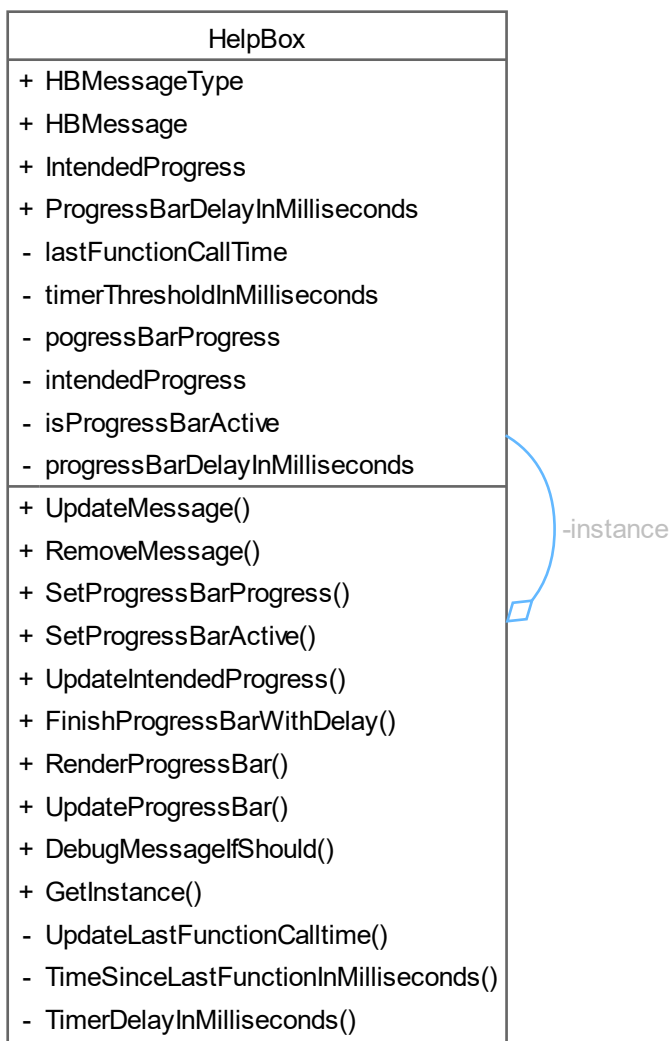 HelpBox
+ HBMessageType
+ HBMessage
+ IntendedProgress
+ ProgressBarDelayInMilliseconds
- lastFunctionCallTime
- timerThresholdInMilliseconds
- pogressBarProgress
- intendedProgress
- isProgressBarActive
- progressBarDelayInMilliseconds
+ UpdateMessage()
+ RemoveMessage()
+ SetProgressBarProgress()
+ SetProgressBarActive()
+ UpdateIntendedProgress()
+ FinishProgressBarWithDelay()
+ RenderProgressBar()
+ UpdateProgressBar()
+ DebugMessageIfShould()
+ GetInstance()
- UpdateLastFunctionCalltime()
- TimeSinceLastFunctionInMilliseconds()
- TimerDelayInMilliseconds()
-instance